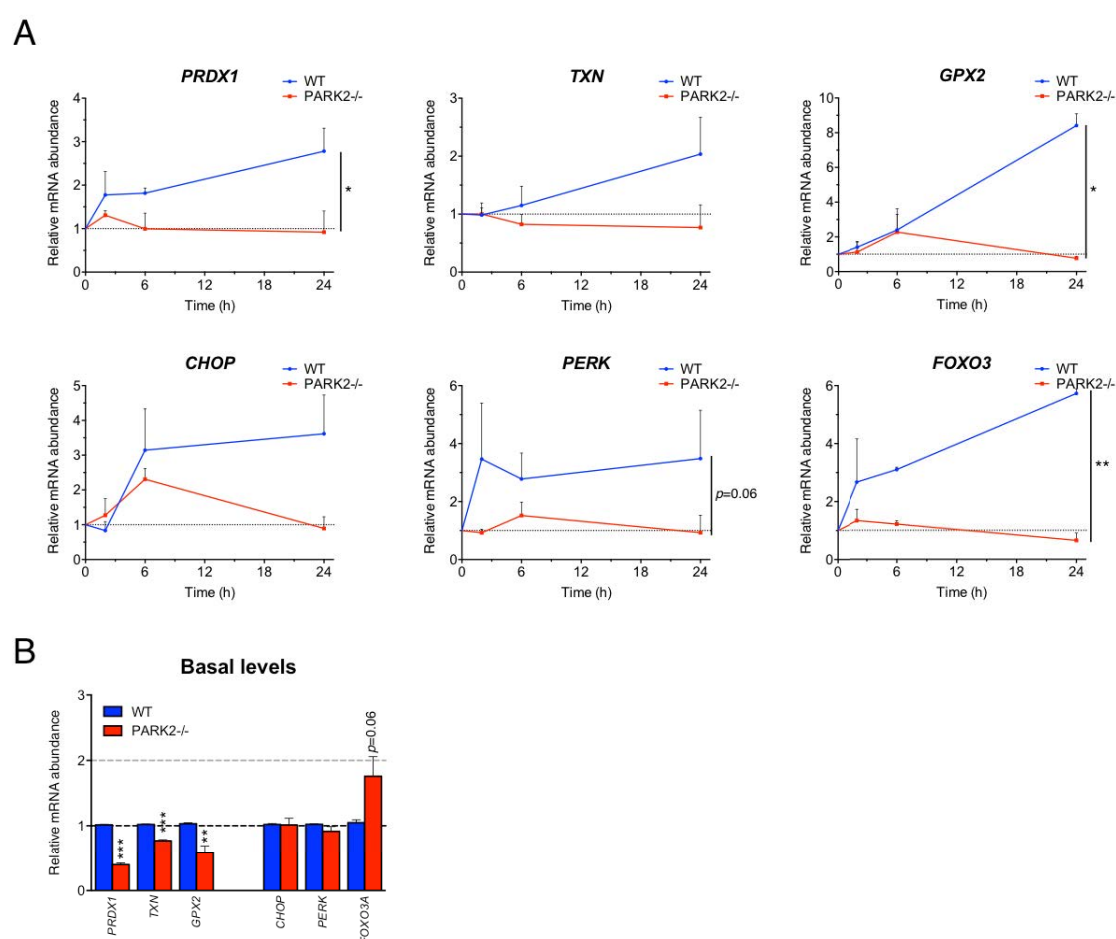 A
PRDX1
WT
PARK2-/-
Relative mRNA abundance
4
3
2
1
0
*
0 6 12 18 24
Time (h)
TXN
WT
PARK2-/-
Relative mRNA abundance
3
2
1
0
0 6 12 18 24
Time (h)
GPX2
WT
PARK2-/-
Relative mRNA abundance
10
8
6
4
2
0
*
0 6 12 18 24
Time (h)
CHOP
WT
PARK2-/-
Relative mRNA abundance
5
4
3
2
1
0
0 6 12 18 24
Time (h)
PERK
WT
PARK2-/-
Relative mRNA abundance
6
4
2
0
p=0.06
0 6 12 18 24
Time (h)
FOXO3
WT
PARK2-/-
Relative mRNA abundance
6
4
2
0
**
0 6 12 18 24
Time (h)
B
Basal levels
WT
PARK2-/-
Relative mRNA abundance
3
2
1
0
***
***
**
p=0.06
PRDX1
TXN
GPX2
CHOP
PERK
FOXO3A